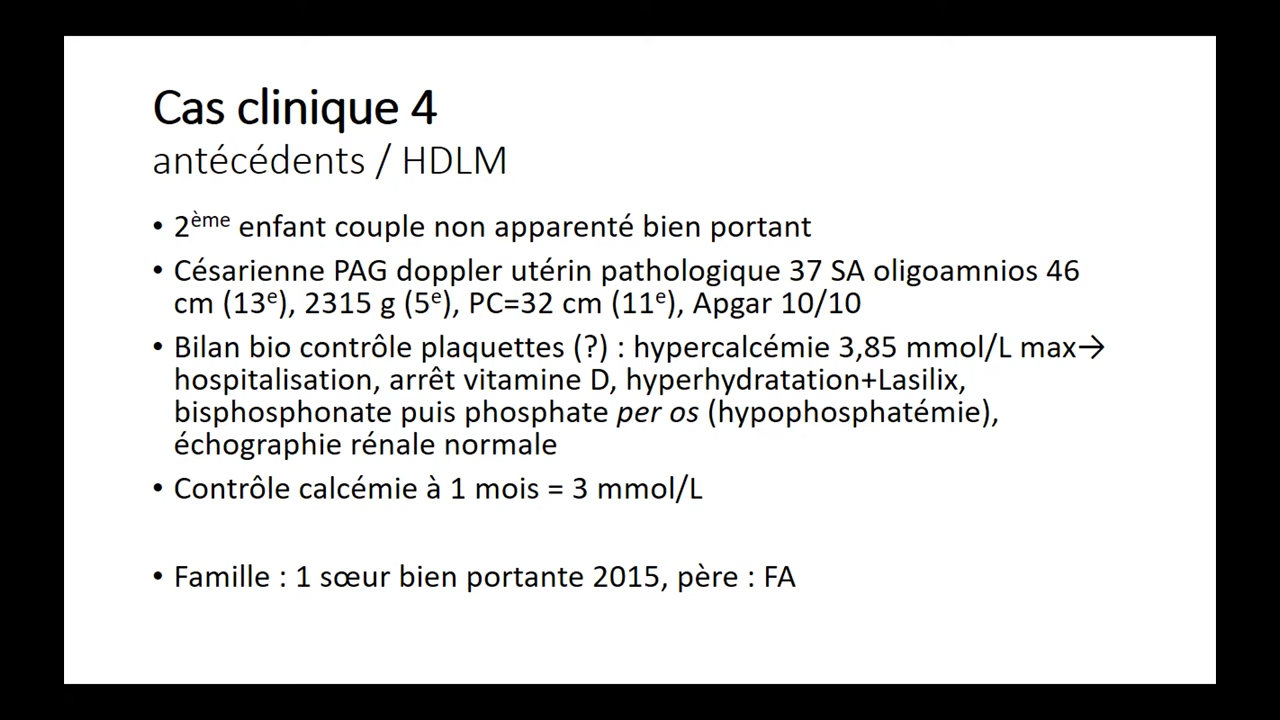 Cas clinique 4
antécédents / HDLM
• 2ème enfant couple non apparenté bien portant
• Césarienne PAG doppler utérin pathologique 37 SA oligoamnios 46
cm (13e), 2315 g (5e), PC=32 cm (11e), Apgar 10/10
• Bilan bio contrôle plaquettes (?) : hypercalcémie 3,85 mmol/L max→
hospitalisation, arrêt vitamine D, hyperhydratation+Lasilix,
bisphosphonate puis phosphate per os (hypophosphatémie),
échographie rénale normale
• Contrôle calcémie à 1 mois = 3 mmol/L
• Famille : 1 sœur bien portante 2015, père : FA